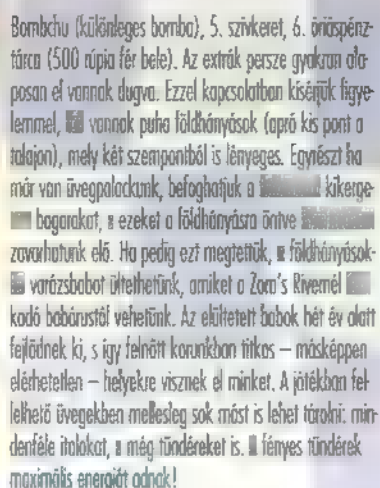 Bombchu (különleges bomba), 5. szívkeret, 6. óriáspénz-
tárca (500 rúpia fér bele). Az extrák persze gyakran ala-
posan el vannak dugva. Ezzel kapcsolatban kísérjük figye-
lemmel, vannak puha földhányások (apró kis pont a
talajon), mely két szempontból is lényeges. Egyrészt ha
már van üvegpalackunk, befoghatjuk a kikerge-
bogarakat, s ezeket a földhányásra öntve
zavarhatunk elő. Ha pedig ezt megtettük, a földhányások-
varázsbabot ültethetünk, amiket a Zora's Rivernél
kodó babárustól vehetünk. Az elültetett babok hét év alatt
fejlődnek ki, s így felnőtt korunkban titkos – másképpen
elérhetetlen – helyekre visznek el minket. A játékban fel-
lelhető üvegekben mellesleg sok mást is lehet tárolni: min-
denféle italokat, s még tündéreket is. A fényes tündérek
maximális energiát adnak!